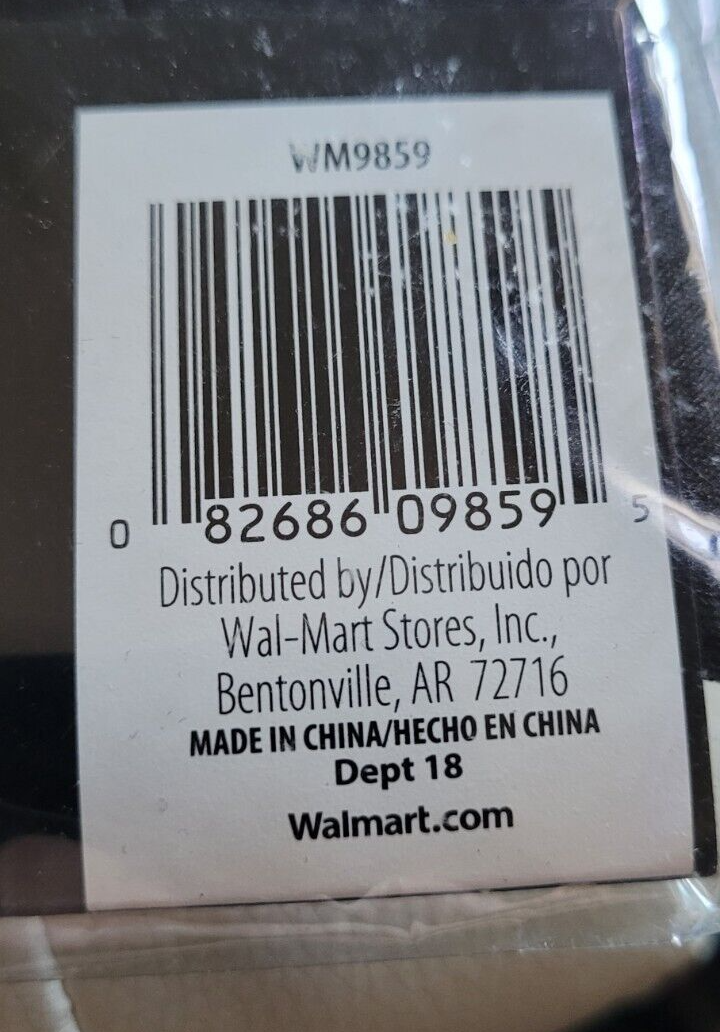 WM9859
0 82686 09859 5
Distributed by/Distribuido por
Wal-Mart Stores, Inc.,
Bentonville, AR 72716
MADE IN CHINA/HECHO EN CHINA
Dept 18
Walmart.com